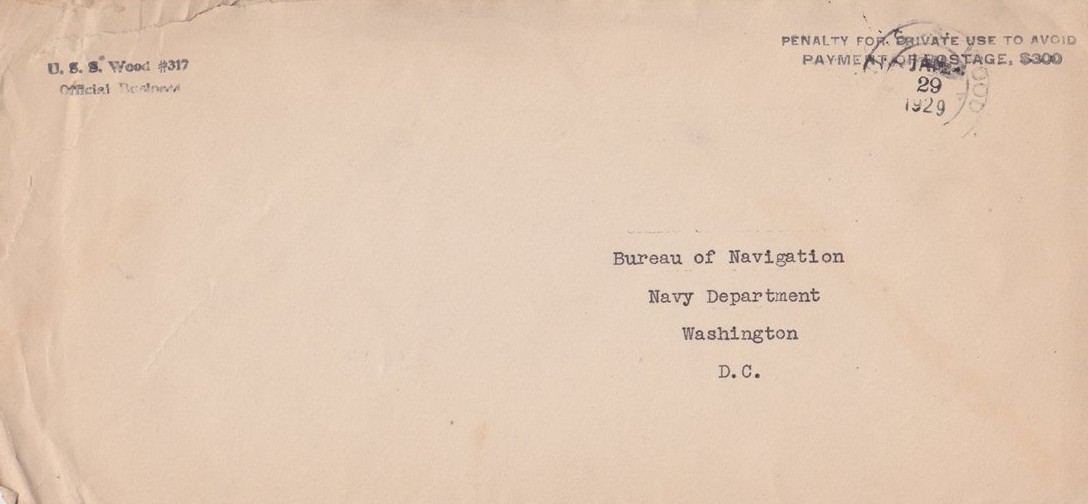 U. S. S. Wood #317
Official Business
PENALTY FOR PRIVATE USE TO AVOID
PAYMENT OF POSTAGE, $300
JAN
29
1929
Bureau of Navigation
Navy Department
Washington
D.C.